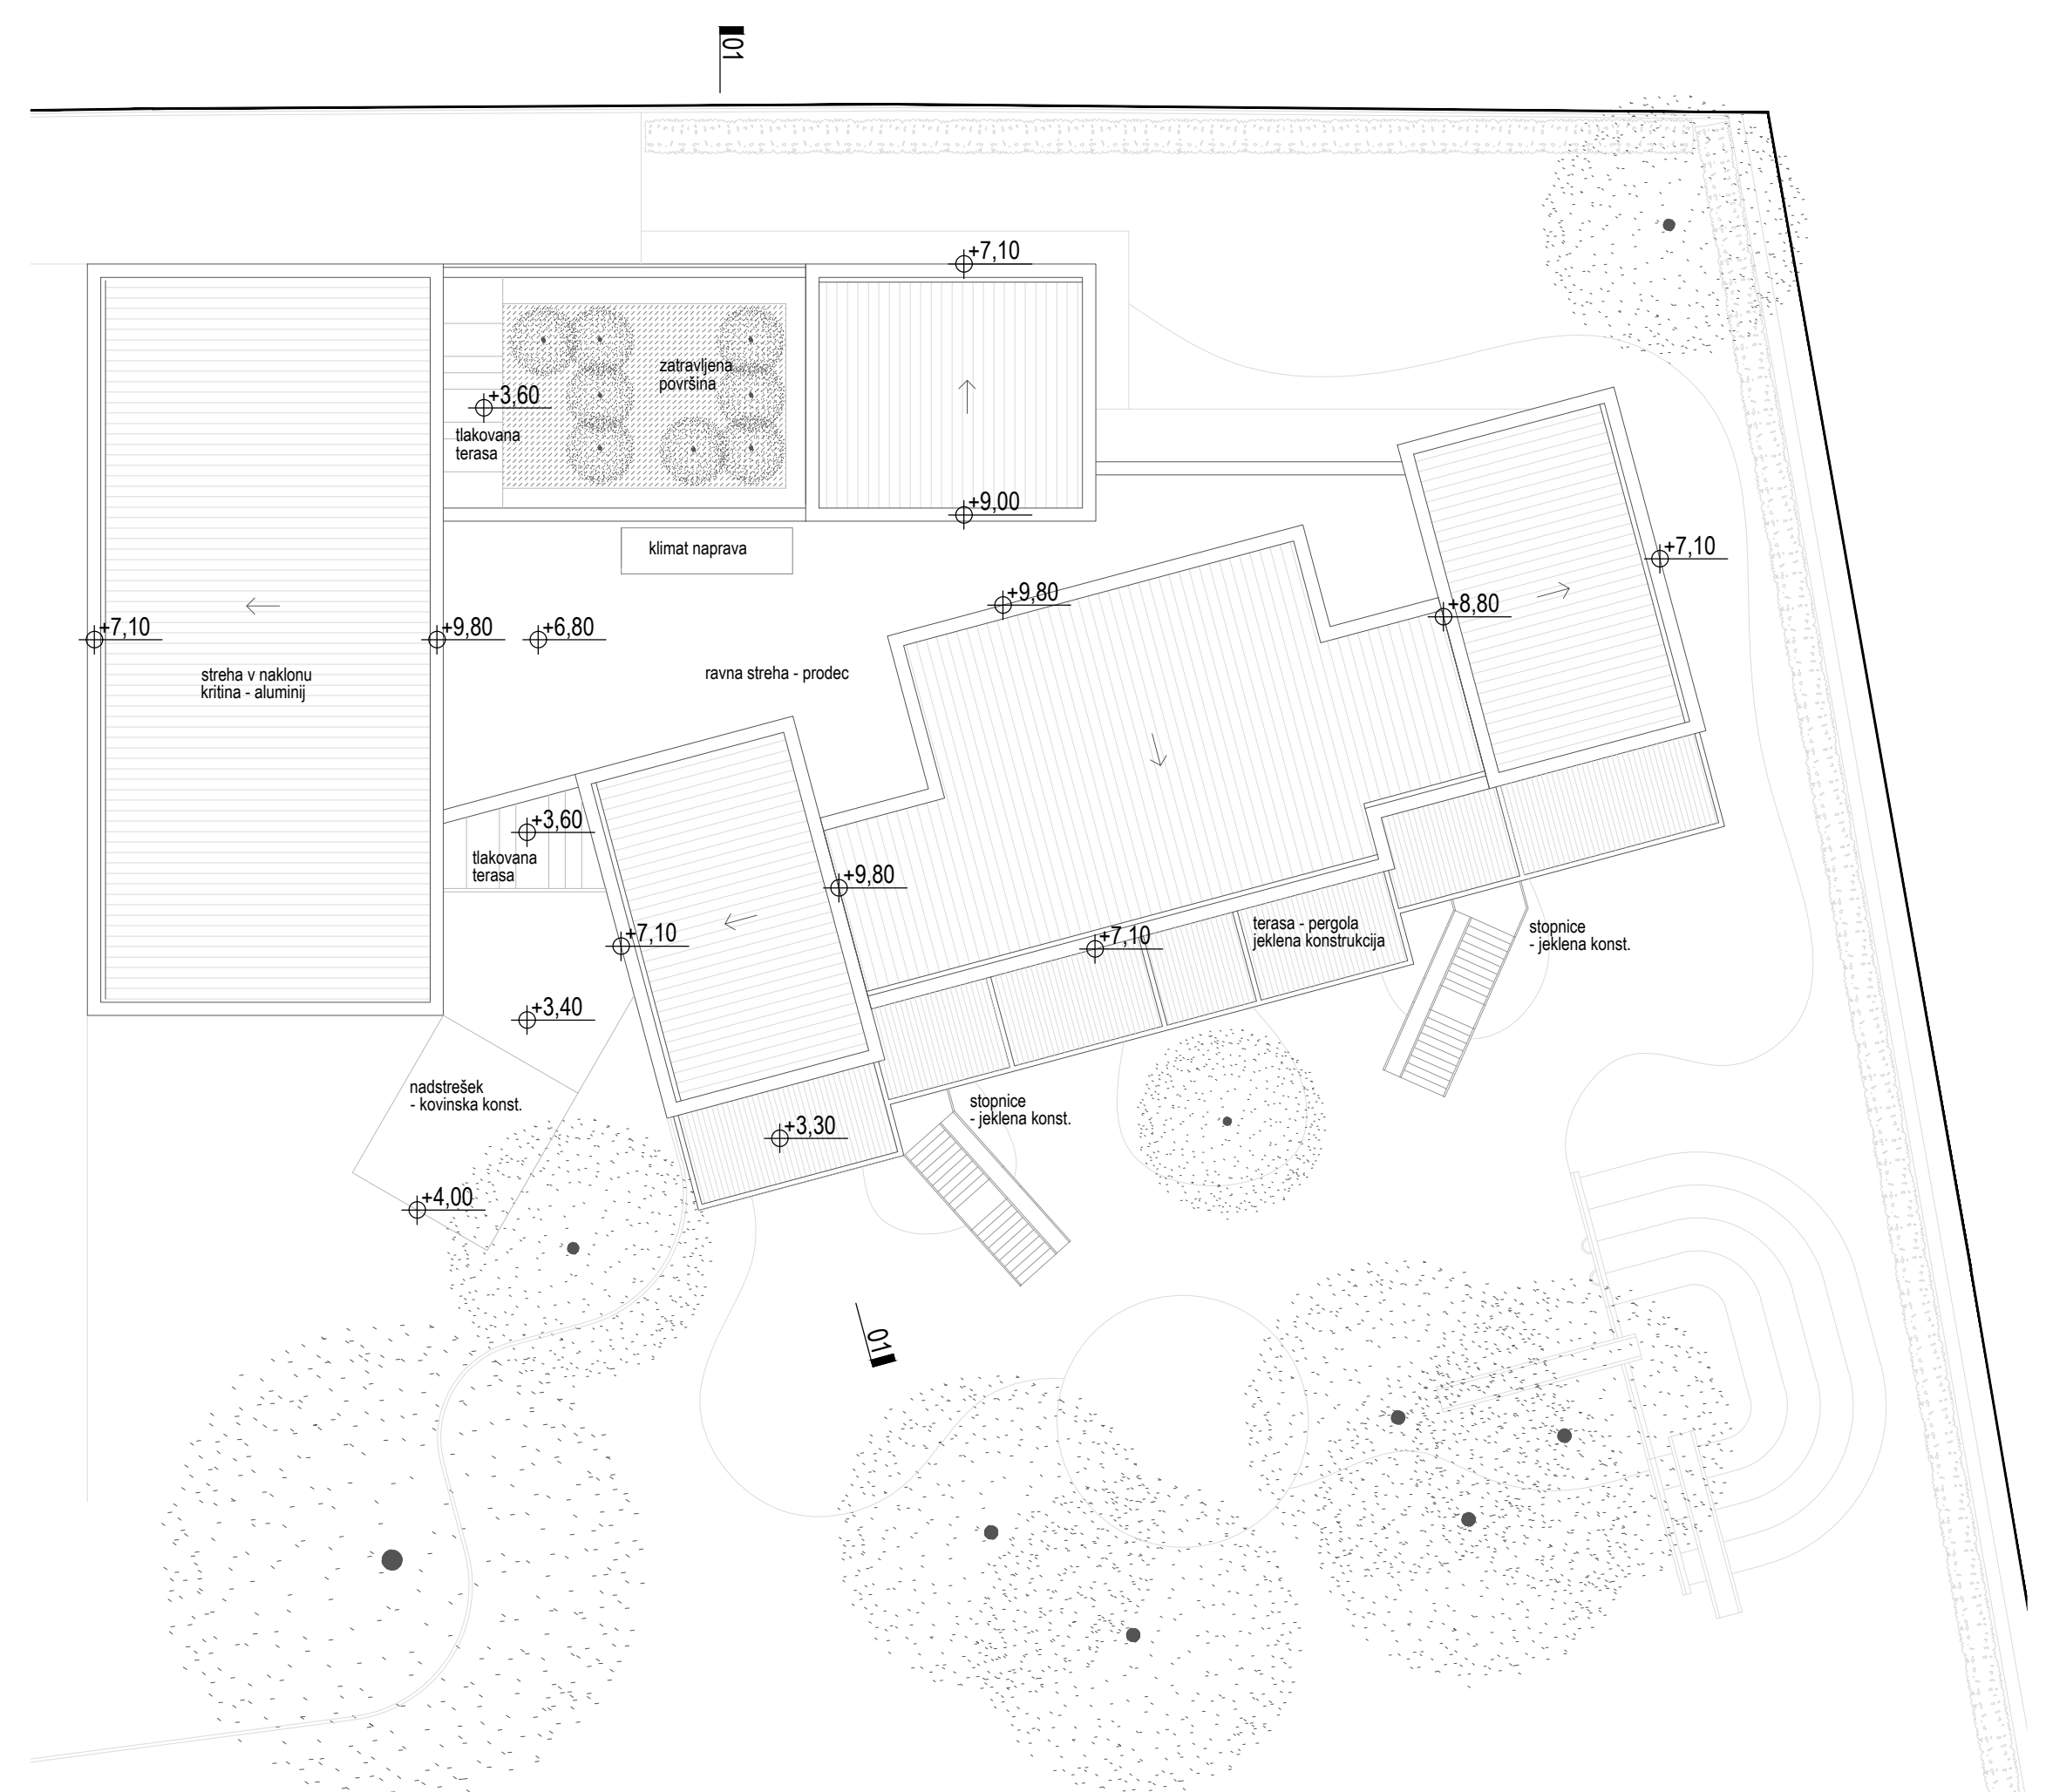 01
+7,10
zatravljena
površina
+3,60
tlakovana
terasa
+9,00
klimat naprava
+7,10
+9,80
+8,80
+7,10
+9,80
+6,80
streha v naklonu
kritina - aluminij
ravna streha - prodec
+3,60
tlakovana
terasa
+9,80
+7,10
+7,10
terasa - pergola
jeklena konstrukcija
stopnice
- jeklena konst.
+3,40
nadstrešek
- kovinska konst.
stopnice
- jeklena konst.
+3,30
+4,00
01